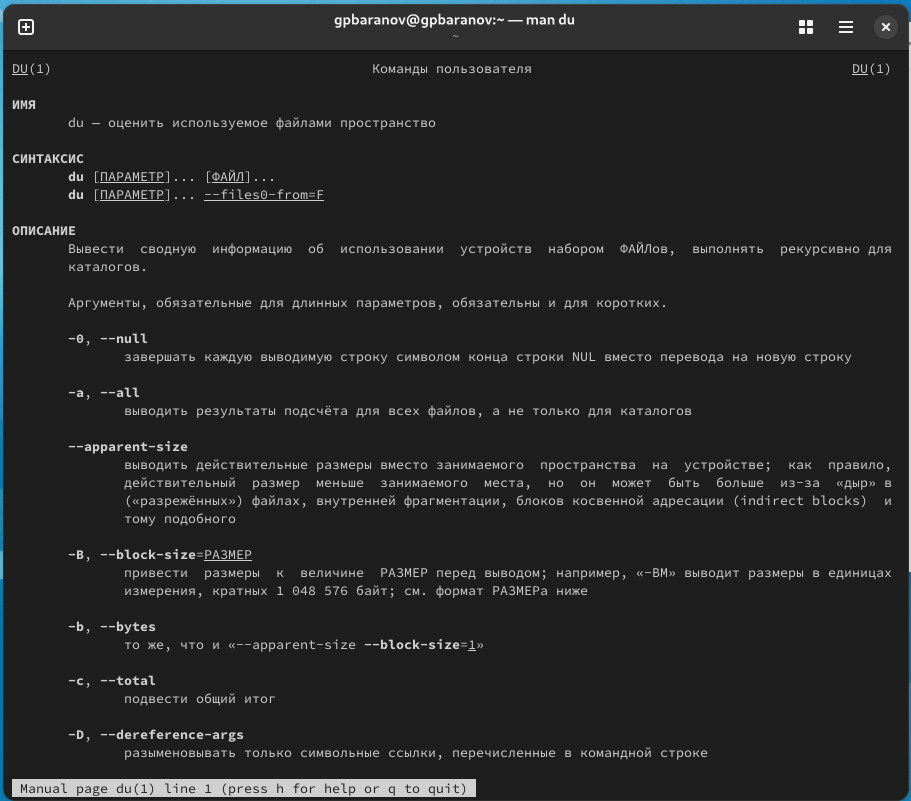 gpbaranov@gpbaranov:~ — man du
~
DU(1) Команды пользователя DU(1)
ИМЯ
du — оценить используемое файлами пространство
СИНТАКСИС
du [ПАРАМЕТР]... [ФАЙЛ]...
du [ПАРАМЕТР]... --files0-from=F
ОПИСАНИЕ
Вывести сводную информацию об использовании устройств набором ФАЙЛов, выполнять рекурсивно для
каталогов.
Аргументы, обязательные для длинных параметров, обязательны и для коротких.
-0, --null
завершать каждую выводимую строку символом конца строки NUL вместо перевода на новую строку
-a, --all
выводить результаты подсчёта для всех файлов, а не только для каталогов
--apparent-size
выводить действительные размеры вместо занимаемого пространства на устройстве; как правило,
действительный размер меньше занимаемого места, но он может быть больше из-за «дыр» в
(«разрежённых») файлах, внутренней фрагментации, блоков косвенной адресации (indirect blocks) и
тому подобного
-B, --block-size=РАЗМЕР
привести размеры к величине РАЗМЕР перед выводом; например, «-BM» выводит размеры в единицах
измерения, кратных 1 048 576 байт; см. формат РАЗМЕРа ниже
-b, --bytes
то же, что и «--apparent-size --block-size=1»
-c, --total
подвести общий итог
-D, --dereference-args
разыменовывать только символьные ссылки, перечисленные в командной строке
Manual page du(1) line 1 (press h for help or q to quit)